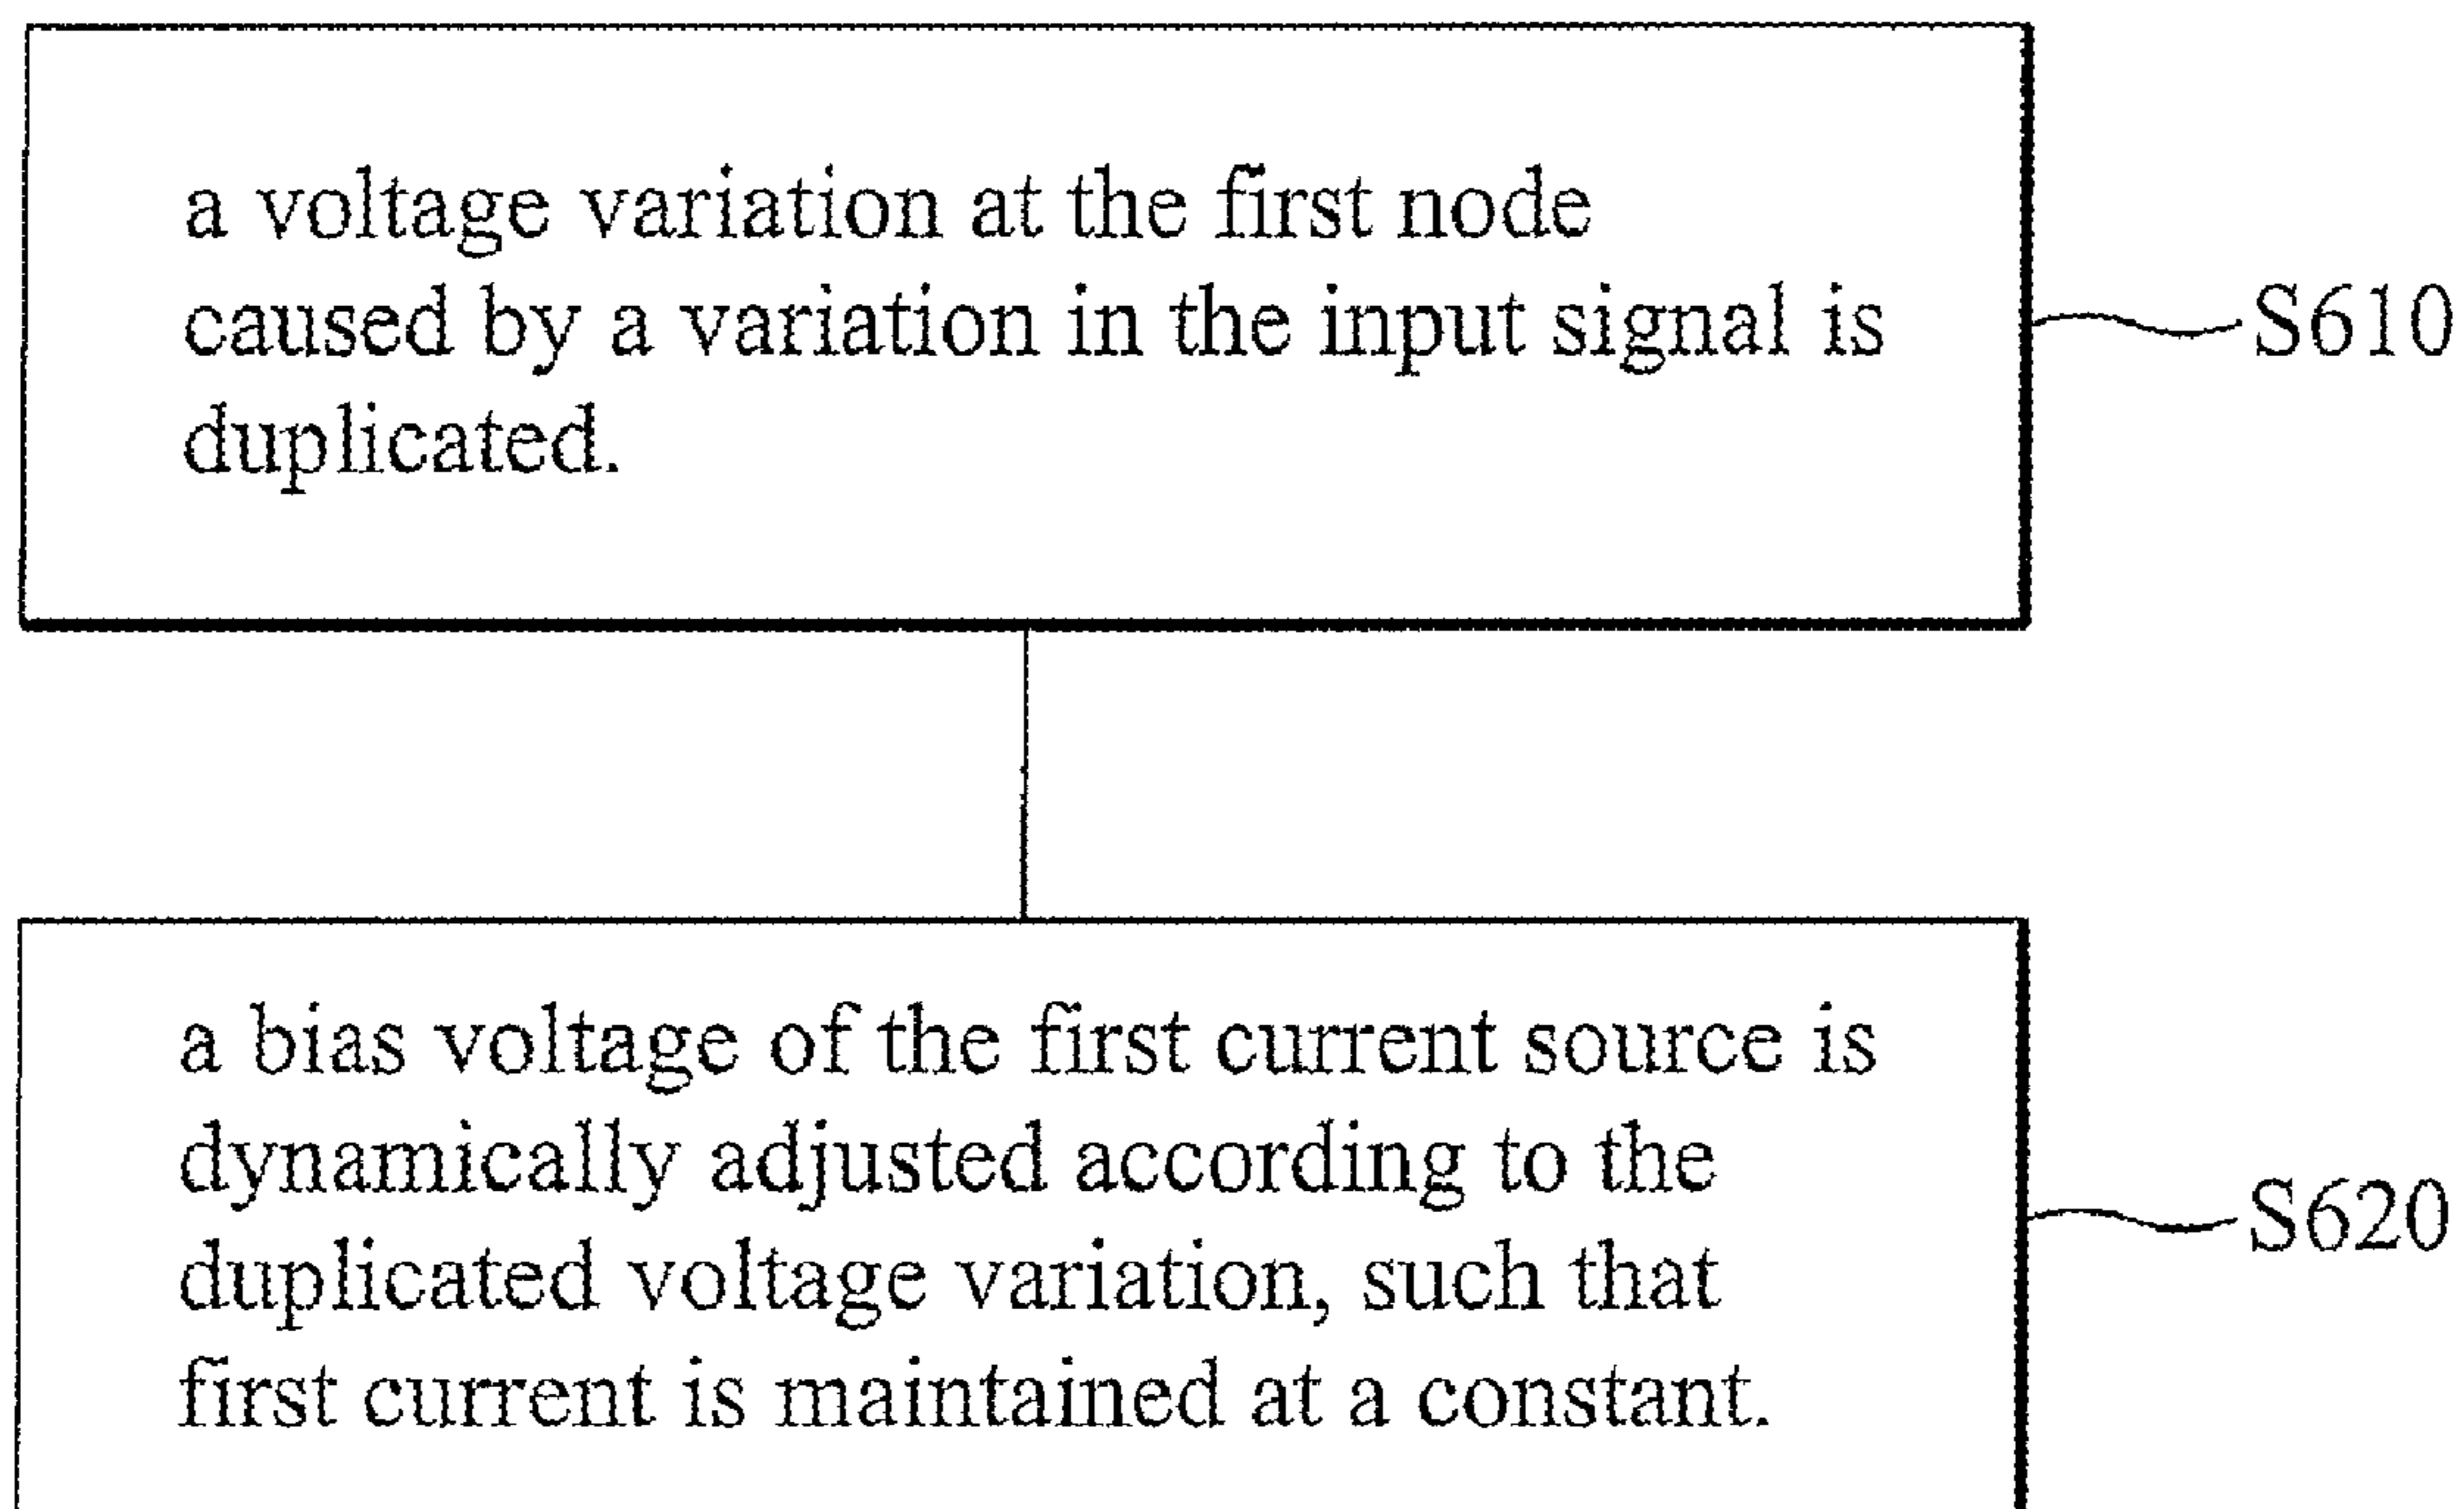 a voltage variation at the first node
caused by a variation in the input signal is
duplicated.
S610
a bias voltage of the first current source is
dynamically adjusted according to the
duplicated voltage variation, such that
first current is maintained at a constant.
S620